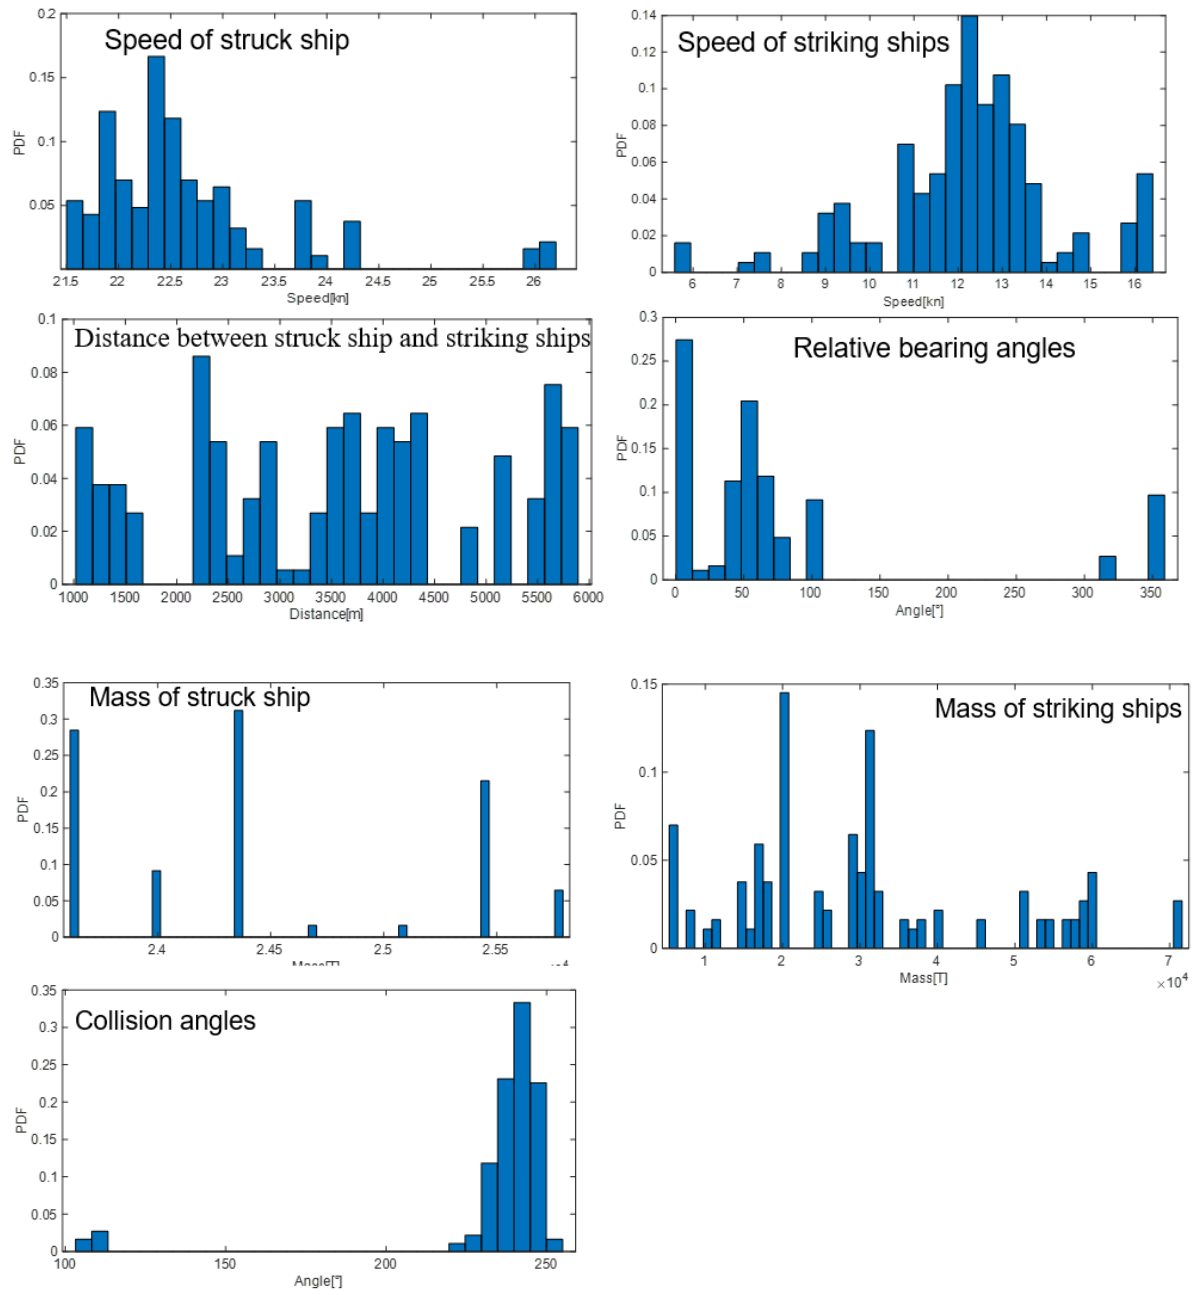 Speed of struck ship
0.2
0.15
0.1
0.05
PDF
21.5 22 22.5 23 23.5 24 24.5 25 25.5 26
Speed[kn]
Speed of striking ships
0.14
0.12
0.1
0.08
0.06
0.04
0.02
0
PDF
6 7 8 9 10 11 12 13 14 15 16
Speed[kn]
Distance between struck ship and striking ships
0.1
0.08
0.06
0.04
0.02
0
PDF
1000 1500 2000 2500 3000 3500 4000 4500 5000 5500 6000
Distance[m]
Relative bearing angles
0.3
0.25
0.2
0.15
0.1
0.05
0
PDF
0 50 100 150 200 250 300 350
Angle[°]
Mass of struck ship
0.35
0.3
0.25
0.2
0.15
0.1
0.05
0
PDF
2.4 2.45 2.5 2.55
Mass[T]
Mass of striking ships
0.15
0.1
0.05
0
PDF
1 2 3 4 5 6 7
Mass[T]
×10⁴
Collision angles
0.35
0.3
0.25
0.2
0.15
0.1
0.05
0
PDF
100 150 200 250
Angle[°]